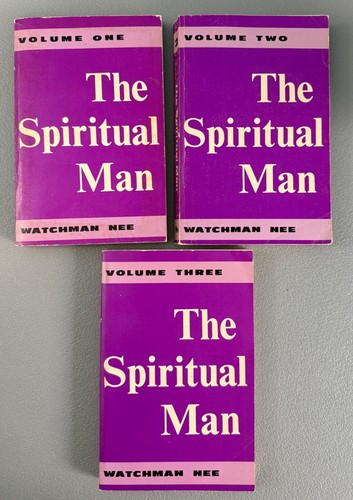 VOLUME ONE
The
Spiritual
Man
WATCHMAN NEE
VOLUME TWO
The
Spiritual
Man
WATCHMAN NEE
VOLUME THREE
The
Spiritual
Man
WATCHMAN NEE